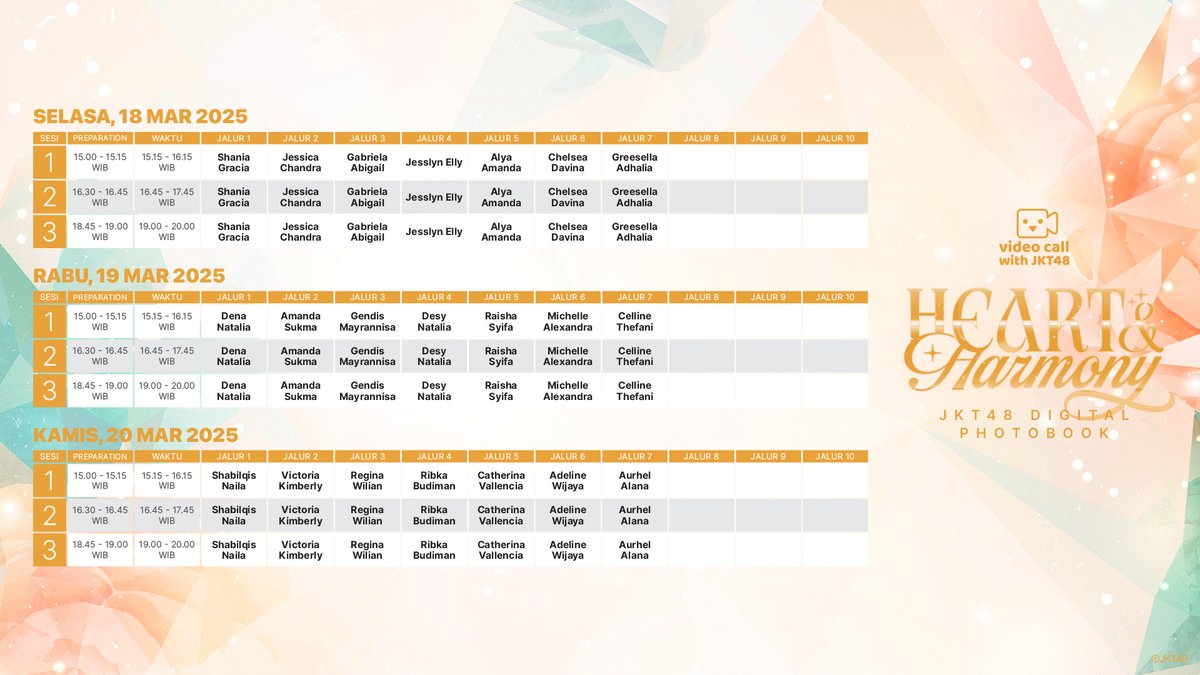 SELASA, 18 MAR 2025
SESI PREPARATION WAKTU JALUR 1 JALUR 2 JALUR 3 JALUR 4 JALUR 5 JALUR 6 JALUR 7 JALUR 8 JALUR 9 JALUR 10
1 15.00 - 15.15 WIB 15.15 - 16.15 WIB Shania Gracia Jessica Chandra Gabriela Abigail Jesslyn Elly Alya Amanda Chelsea Davina Greesella Adhalia
2 16.30 - 16.45 WIB 16.45 - 17.45 WIB Shania Gracia Jessica Chandra Gabriela Abigail Jesslyn Elly Alya Amanda Chelsea Davina Greesella Adhalia
3 18.45 - 19.00 WIB 19.00 - 20.00 WIB Shania Gracia Jessica Chandra Gabriela Abigail Jesslyn Elly Alya Amanda Chelsea Davina Greesella Adhalia
RABU, 19 MAR 2025
SESI PREPARATION WAKTU JALUR 1 JALUR 2 JALUR 3 JALUR 4 JALUR 5 JALUR 6 JALUR 7 JALUR 8 JALUR 9 JALUR 10
1 15.00 - 15.15 WIB 15.15 - 16.15 WIB Dena Natalia Amanda Sukma Gendis Mayrannisa Desy Natalia Raisha Syifa Michelle Alexandra Celline Thefani
2 16.30 - 16.45 WIB 16.45 - 17.45 WIB Dena Natalia Amanda Sukma Gendis Mayrannisa Desy Natalia Raisha Syifa Michelle Alexandra Celline Thefani
3 18.45 - 19.00 WIB 19.00 - 20.00 WIB Dena Natalia Amanda Sukma Gendis Mayrannisa Desy Natalia Raisha Syifa Michelle Alexandra Celline Thefani
KAMIS, 20 MAR 2025
SESI PREPARATION WAKTU JALUR 1 JALUR 2 JALUR 3 JALUR 4 JALUR 5 JALUR 6 JALUR 7 JALUR 8 JALUR 9 JALUR 10
1 15.00 - 15.15 WIB 15.15 - 16.15 WIB Shabilqis Naila Victoria Kimberly Regina Wilian Ribka Budiman Catherina Vallencia Adeline Wijaya Aurhel Alana
2 16.30 - 16.45 WIB 16.45 - 17.45 WIB Shabilqis Naila Victoria Kimberly Regina Wilian Ribka Budiman Catherina Vallencia Adeline Wijaya Aurhel Alana
3 18.45 - 19.00 WIB 19.00 - 20.00 WIB Shabilqis Naila Victoria Kimberly Regina Wilian Ribka Budiman Catherina Vallencia Adeline Wijaya Aurhel Alana
video call
with JKT48
HEART &
Harmony
JKT48 DIGITAL
PHOTOBOOK
©JKT48